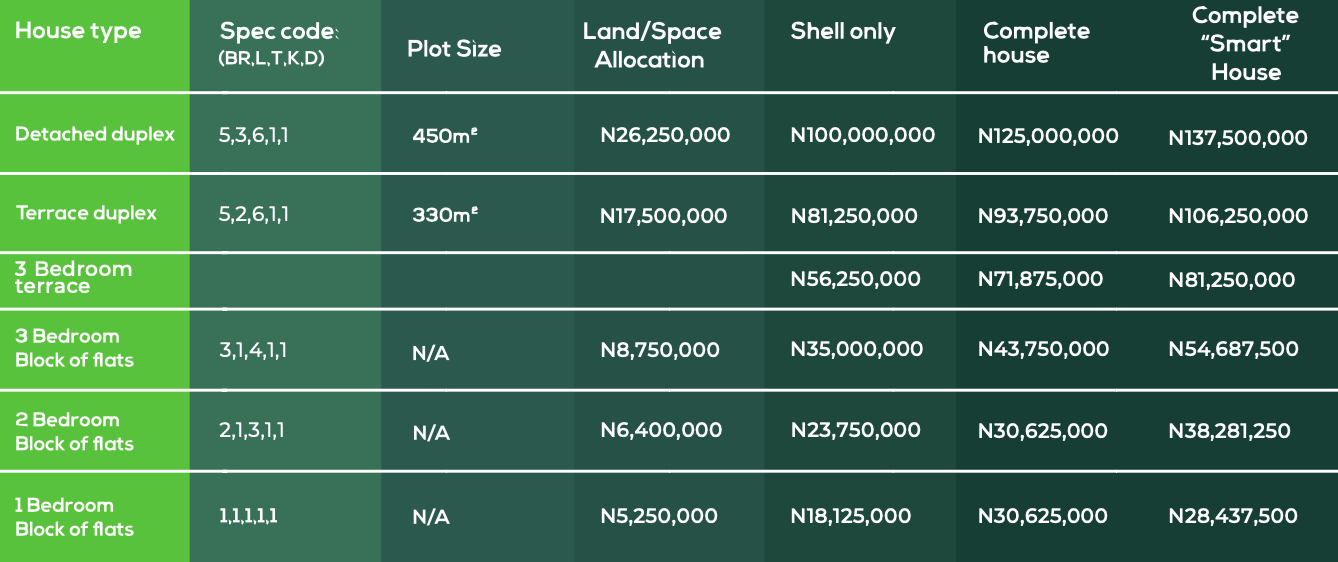 House type Spec code: Plot Size Land/Space Allocation Shell only Complete house Complete “Smart” House
(BR,L,T,K,D)
Detached duplex 5,3,6,1,1 450m² N26,250,000 N100,000,000 N125,000,000 N137,500,000
Terrace duplex 5,2,6,1,1 330m² N17,500,000 N81,250,000 N93,750,000 N106,250,000
3 Bedroom terrace N56,250,000 N71,875,000 N81,250,000
3 Bedroom Block of flats 3,1,4,1,1 N/A N8,750,000 N35,000,000 N43,750,000 N54,687,500
2 Bedroom Block of flats 2,1,3,1,1 N/A N6,400,000 N23,750,000 N30,625,000 N38,281,250
1 Bedroom Block of flats 1,1,1,1,1 N/A N5,250,000 N18,125,000 N30,625,000 N28,437,500